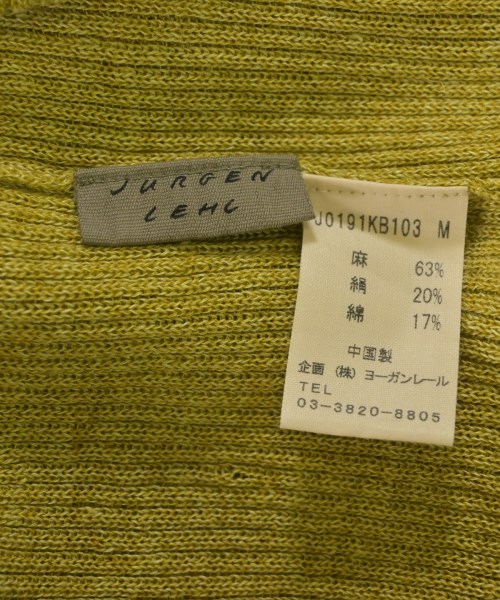 JURGEN
LEHL
J0191KB103 M
麻 63%
絹 20%
綿 17%
中国製
企画 (株) ヨーガンレール
TEL
03-3820-8805